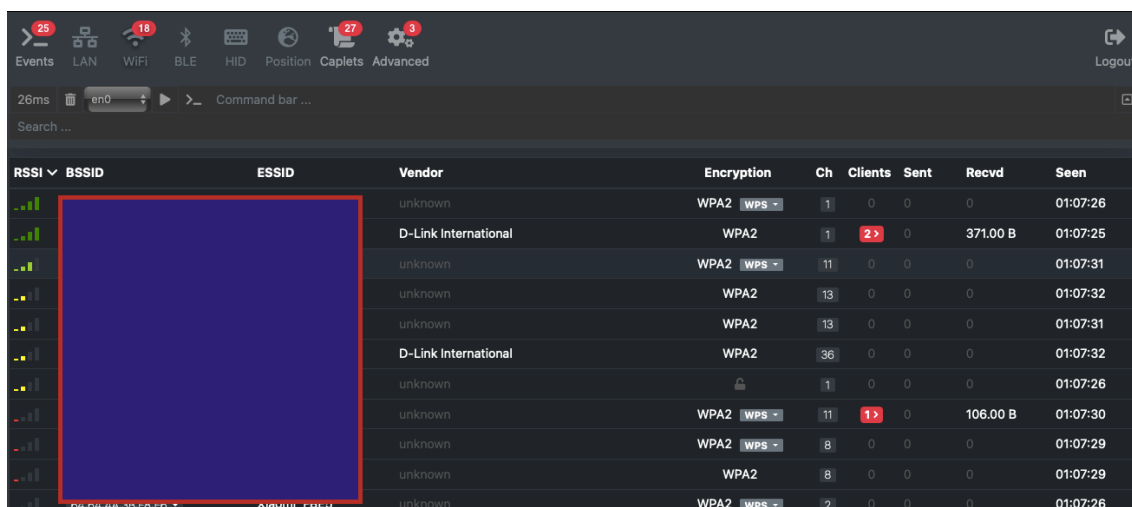 25 18 27 3
Events LAN WiFi BLE HID Position Caplets Advanced Logout
26ms en0 Command bar ...
Search ...
RSSI BSSID ESSID Vendor Encryption Ch Clients Sent Recvd Seen
unknown WPA2 WPS 1 0 0 0 01:07:26
D-Link International WPA2 1 2 0 371.00 B 01:07:25
unknown WPA2 WPS 11 0 0 0 01:07:31
unknown WPA2 13 0 0 0 01:07:32
unknown WPA2 13 0 0 0 01:07:31
D-Link International WPA2 36 0 0 0 01:07:32
unknown 1 0 0 0 01:07:26
unknown WPA2 WPS 11 1 0 106.00 B 01:07:30
unknown WPA2 WPS 8 0 0 0 01:07:29
unknown WPA2 8 0 0 0 01:07:29
unknown WPA2 WPS 2 0 0 0 01:07:26